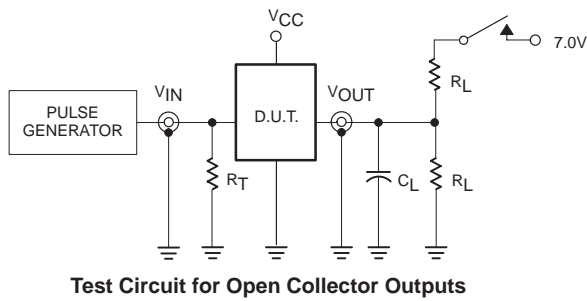 VCC
7.0V
RL
VIN
VOUT
PULSE
GENERATOR
D.U.T.
RT
CL
RL
Test Circuit for Open Collector Outputs